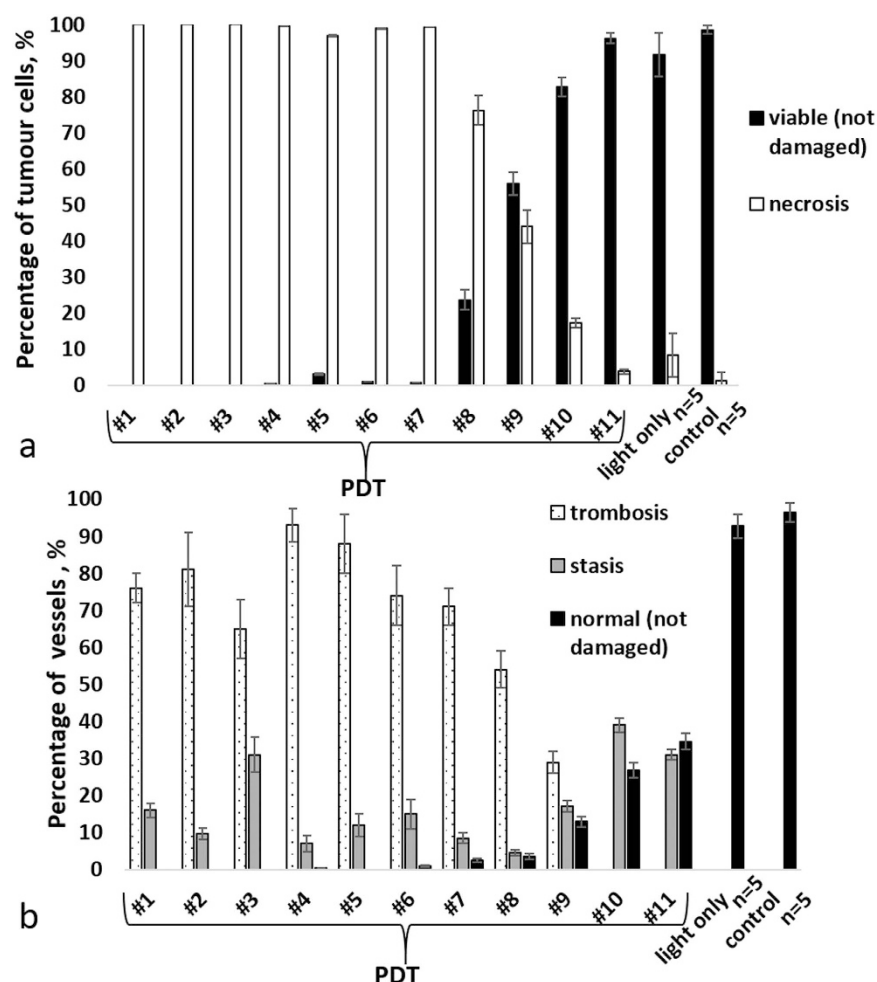 Percentage of tumour cells, %
100
90
80
70
60
50
40
30
20
10
0
viable (not
damaged)
necrosis
#1
#2
#3
#4
#5
#6
#7
#8
#9
#10
#11
light only n=5
control n=5
a
PDT
Percentage of vessels , %
100
90
80
70
60
50
40
30
20
10
0
trombosis
stasis
normal (not
damaged)
#1
#2
#3
#4
#5
#6
#7
#8
#9
#10
#11
light only n=5
control n=5
b
PDT